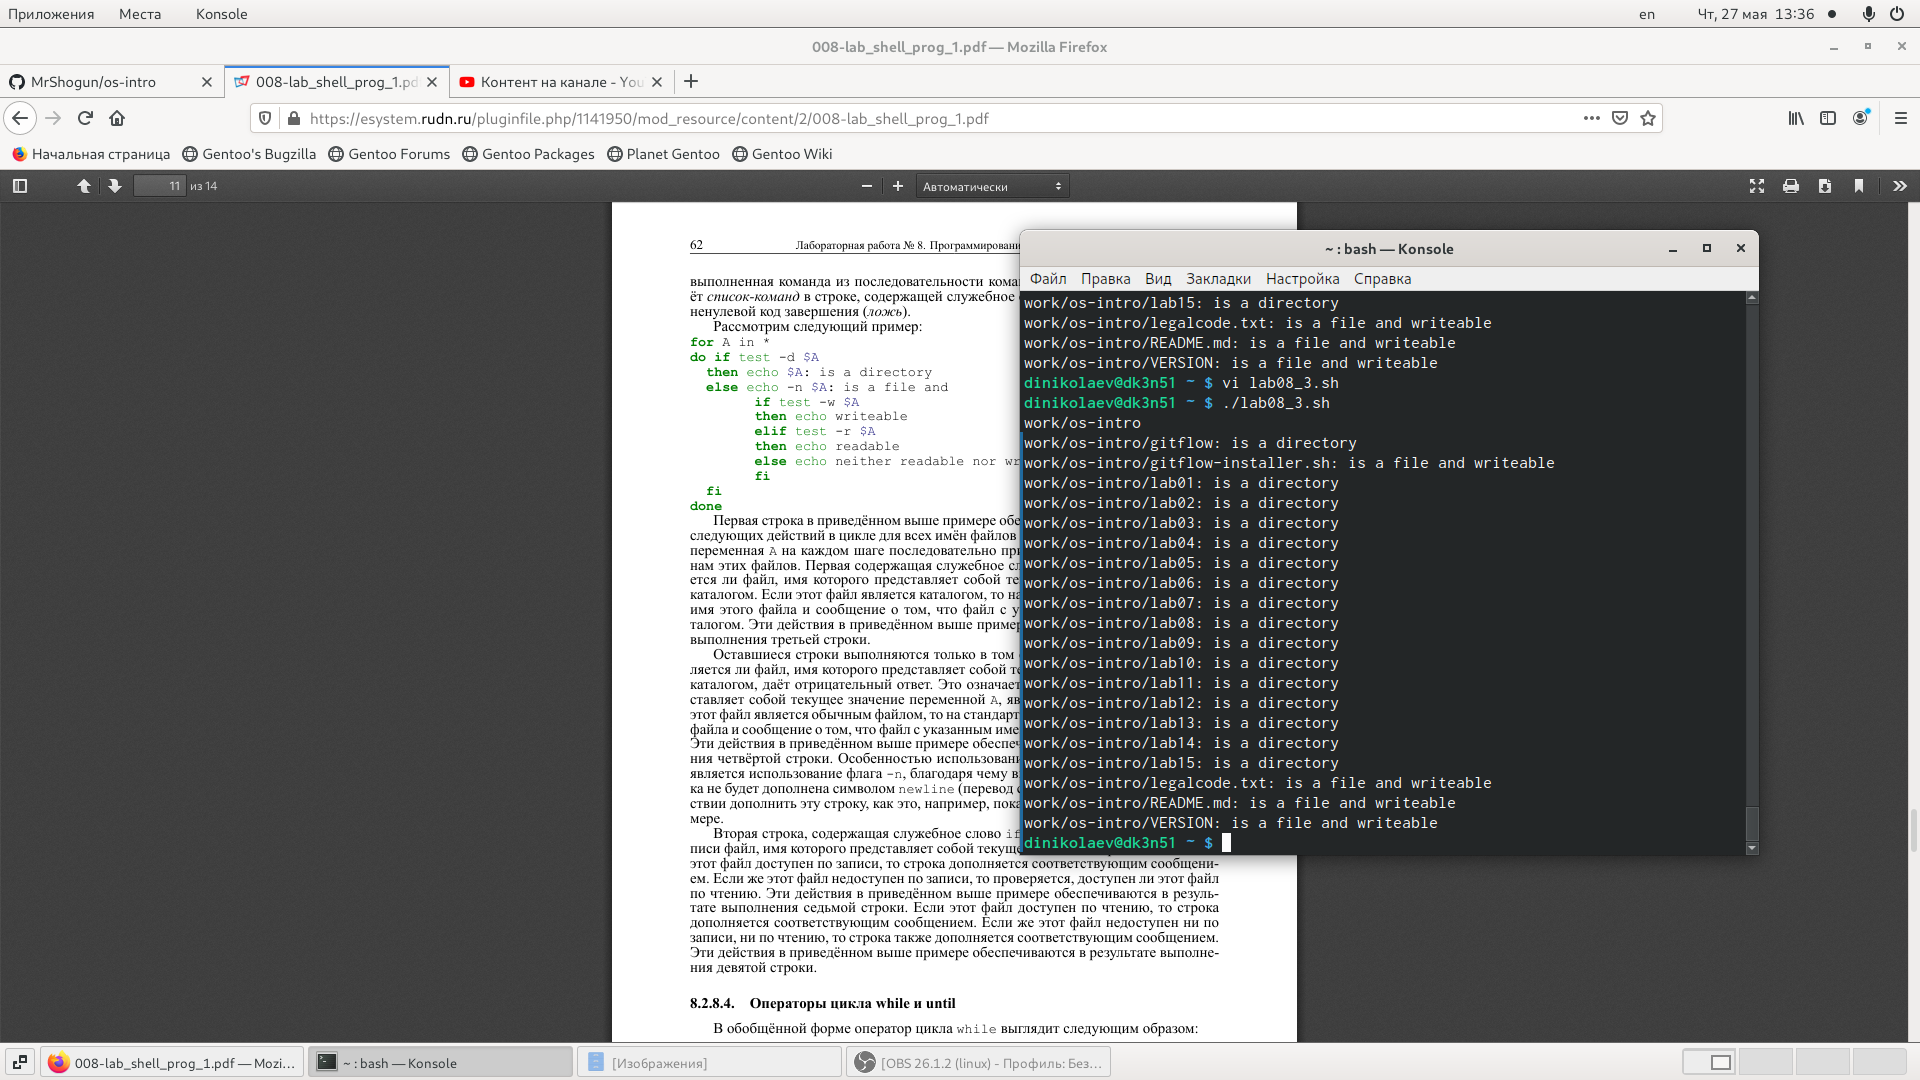 Приложения Места Konsole en Чт, 27 мая 13:36
008-lab_shell_prog_1.pdf — Mozilla Firefox
MrShogun/os-intro 008-lab_shell_prog_1.pd Контент на канале - You
https://esystem.rudn.ru/pluginfile.php/1141950/mod_resource/content/2/008-lab_shell_prog_1.pdf
Начальная страница Gentoo's Bugzilla Gentoo Forums Gentoo Packages Planet Gentoo Gentoo Wiki
11 из 14 Автоматически
62 Лабораторная работа № 8. Программировани
выполненная команда из последовательности кома
ёт список-команд в строке, содержащей служебное
ненулевой код завершения (ложь).
Рассмотрим следующий пример:
for A in *
do if test -d $A
then echo $A: is a directory
else echo -n $A: is a file and
if test -w $A
then echo writeable
elif test -r $A
then echo readable
else echo neither readable nor wr
fi
fi
done
Первая строка в приведённом выше примере обе
следующих действий в цикле для всех имён файлов
переменная A на каждом шаге последовательно при
нам этих файлов. Первая содержащая служебное сл
ется ли файл, имя которого представляет собой те
каталогом. Если этот файл является каталогом, то на
имя этого файла и сообщение о том, что файл с у
талогом. Эти действия в приведённом выше пример
выполнения третьей строки.
Оставшиеся строки выполняются только в том
ляется ли файл, имя которого представляет собой те
каталогом, даёт отрицательный ответ. Это означает
ставляет собой текущее значение переменной A, яв
этот файл является обычным файлом, то на стандарт
файла и сообщение о том, что файл с указанным име
Эти действия в приведённом выше примере обеспеч
ния четвёртой строки. Особенностью использовани
является использование флага -n, благодаря чему в
ка не будет дополнена символом newline (перевод с
ствии дополнить эту строку, как это, например, пока
мере.
Вторая строка, содержащая служебное слово if
писи файл, имя которого представляет собой текуще
этот файл доступен по записи, то строка дополняется соответствующим сообщени-
ем. Если же этот файл недоступен по записи, то проверяется, доступен ли этот файл
по чтению. Эти действия в приведённом выше примере обеспечиваются в резуль-
тате выполнения седьмой строки. Если этот файл доступен по чтению, то строка
дополняется соответствующим сообщением. Если же этот файл недоступен ни по
записи, ни по чтению, то строка также дополняется соответствующим сообщением.
Эти действия в приведённом выше примере обеспечиваются в результате выполне-
ния девятой строки.
8.2.8.4. Операторы цикла while и until
В обобщённой форме оператор цикла while выглядит следующим образом:
~ : bash — Konsole
Файл Правка Вид Закладки Настройка Справка
work/os-intro/lab15: is a directory
work/os-intro/legalcode.txt: is a file and writeable
work/os-intro/README.md: is a file and writeable
work/os-intro/VERSION: is a file and writeable
dinikolaev@dk3n51 ~ $ vi lab08_3.sh
dinikolaev@dk3n51 ~ $ ./lab08_3.sh
work/os-intro
work/os-intro/gitflow: is a directory
work/os-intro/gitflow-installer.sh: is a file and writeable
work/os-intro/lab01: is a directory
work/os-intro/lab02: is a directory
work/os-intro/lab03: is a directory
work/os-intro/lab04: is a directory
work/os-intro/lab05: is a directory
work/os-intro/lab06: is a directory
work/os-intro/lab07: is a directory
work/os-intro/lab08: is a directory
work/os-intro/lab09: is a directory
work/os-intro/lab10: is a directory
work/os-intro/lab11: is a directory
work/os-intro/lab12: is a directory
work/os-intro/lab13: is a directory
work/os-intro/lab14: is a directory
work/os-intro/lab15: is a directory
work/os-intro/legalcode.txt: is a file and writeable
work/os-intro/README.md: is a file and writeable
work/os-intro/VERSION: is a file and writeable
dinikolaev@dk3n51 ~ $
008-lab_shell_prog_1.pdf — Mozi... ~ : bash — Konsole [Изображения] [OBS 26.1.2 (linux) - Профиль: Без...